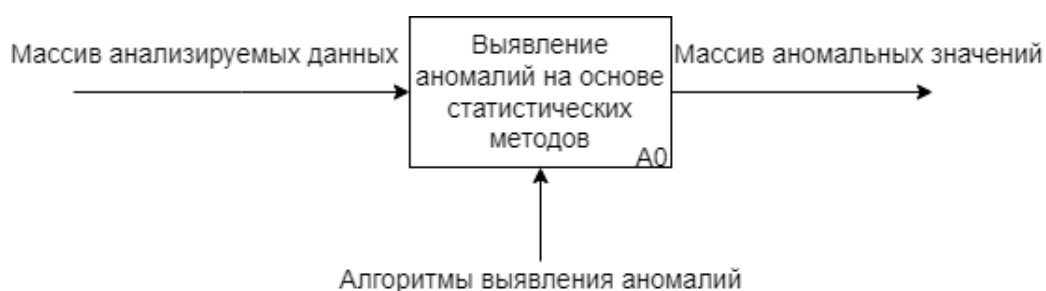 Массив анализируемых данных
Выявление
аномалий на основе
статистических
методов
A0
Массив аномальных значений
Алгоритмы выявления аномалий